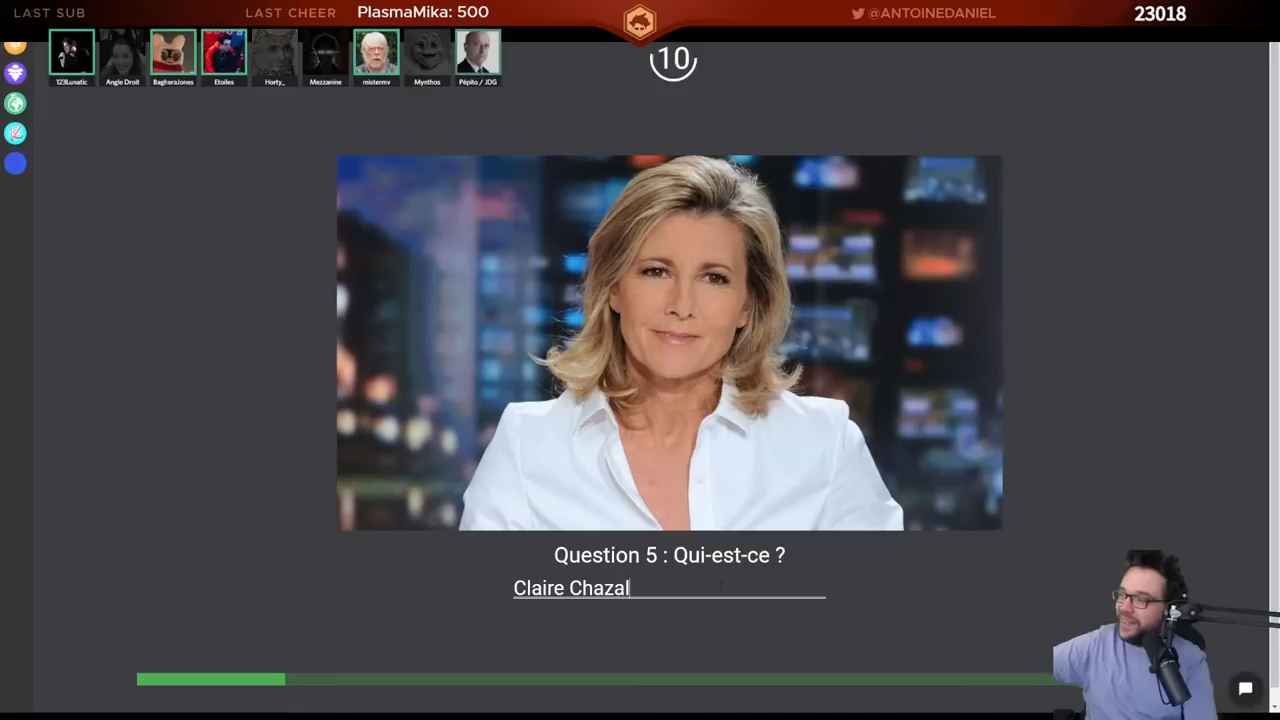 LAST SUB
LAST CHEER
PlasmaMika: 500
@ANTOINEDANIEL
23018
123Lunatic
Angle Droit
BagheraJones
Etoiles
Horty_
Mezzanine
mistermv
Mynthos
Pépito / JDG
10
Question 5 : Qui-est-ce ?
Claire Chazal